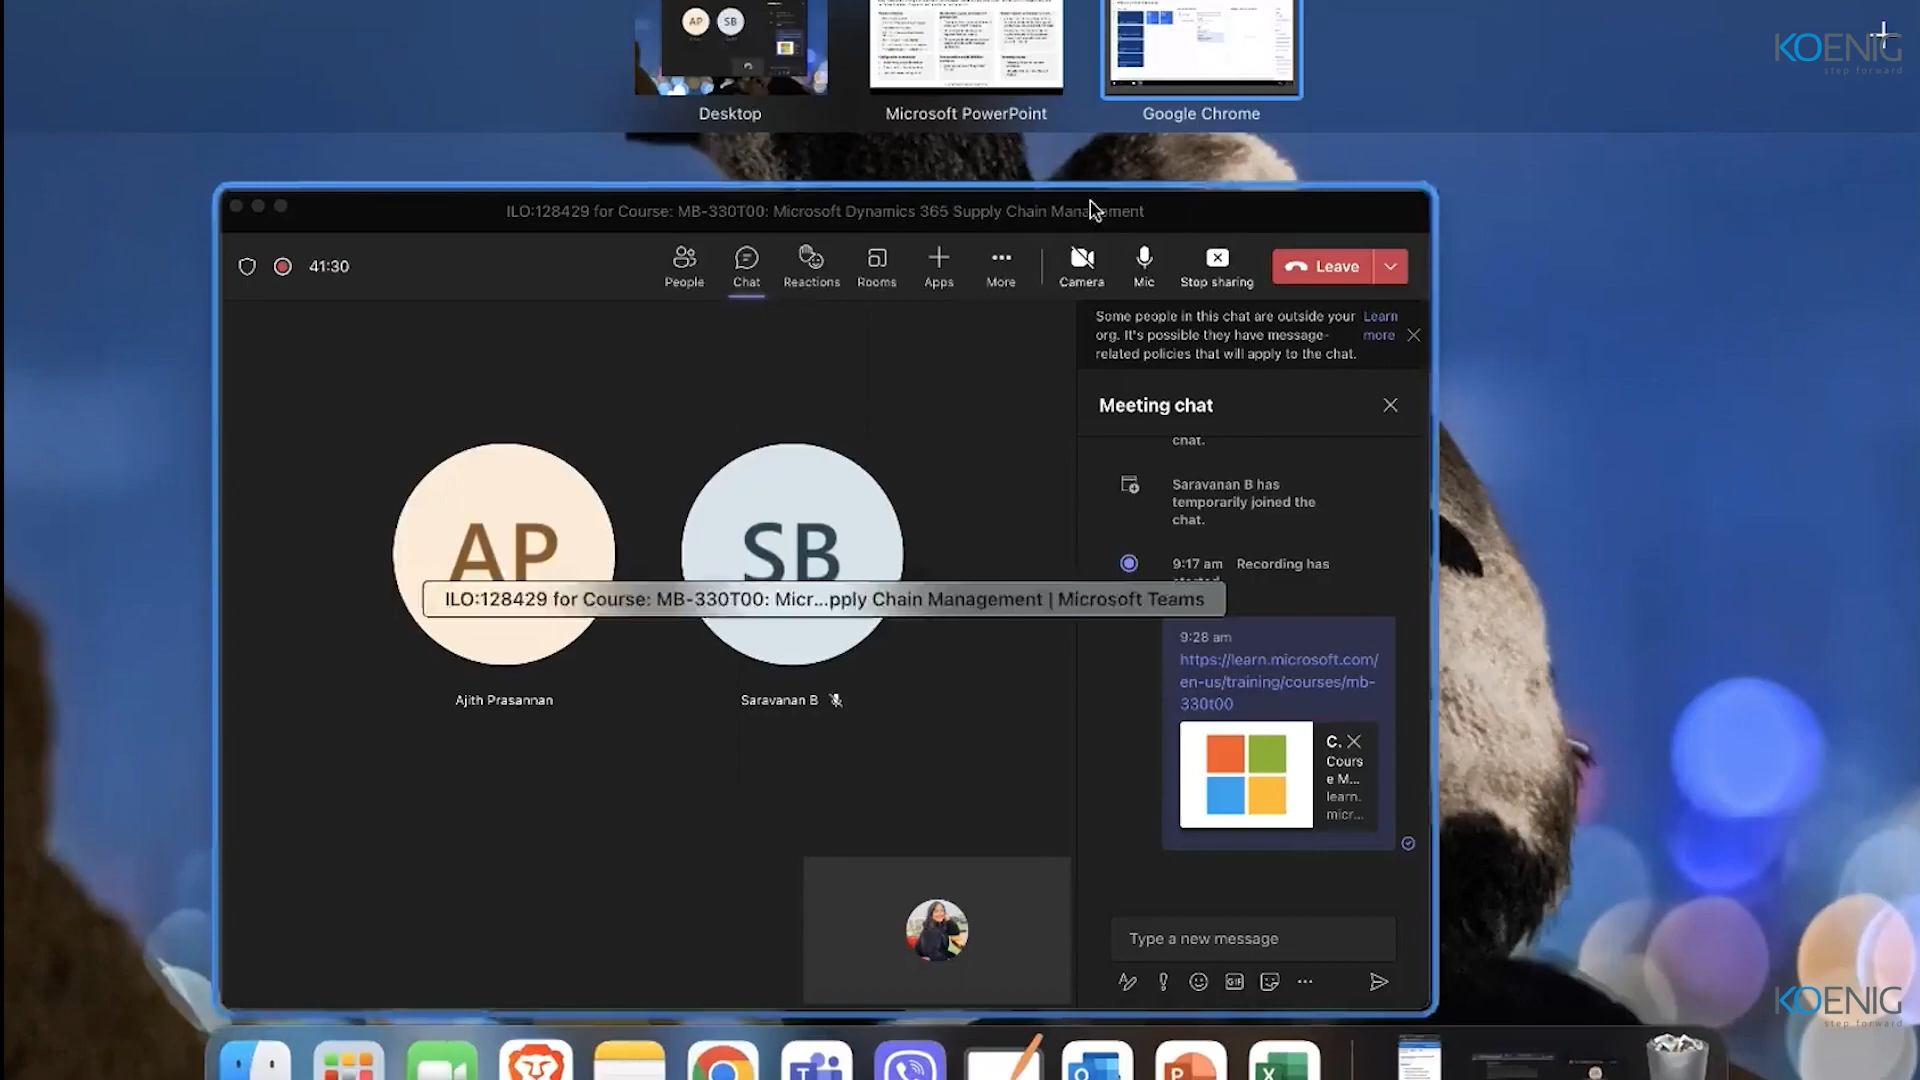 AP SB
KOENIG
step forward
Desktop
Microsoft PowerPoint
Google Chrome
ILO:128429 for Course: MB-330T00: Microsoft Dynamics 365 Supply Chain Management
41:30
People
Chat
Reactions
Rooms
Apps
More
Camera
Mic
Stop sharing
Leave
Some people in this chat are outside your
org. It's possible they have message-
related policies that will apply to the chat.
Learn
more
Meeting chat
chat.
Saravanan B has
temporarily joined the
chat.
9:17 am Recording has
started
AP
SB
ILO:128429 for Course: MB-330T00: Micr...pply Chain Management | Microsoft Teams
Ajith Prasannan
Saravanan B
9:28 am
https://learn.microsoft.com/
en-us/training/courses/mb-
330t00
C.
Cours
e M...
learn.
micr...
Type a new message
GIF
KOENIG
step forward